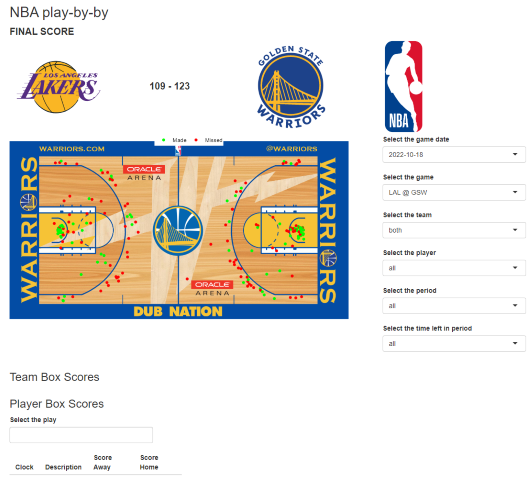 NBA play-by-by
FINAL SCORE
LOS ANGELES
LAKERS
109 - 123
GOLDEN STATE
WARRIORS
NBA
Made
Missed
WARRIORS.COM
@WARRIORS
ORACLE
ARENA
WARRIORS
WARRIORS
ORACLE
ARENA
DUB NATION
Select the game date
2022-10-18
Select the game
LAL @ GSW
Select the team
both
Select the player
all
Select the period
all
Select the time left in period
all
Team Box Scores
Player Box Scores
Select the play
Clock
Description
Score Away
Score Home